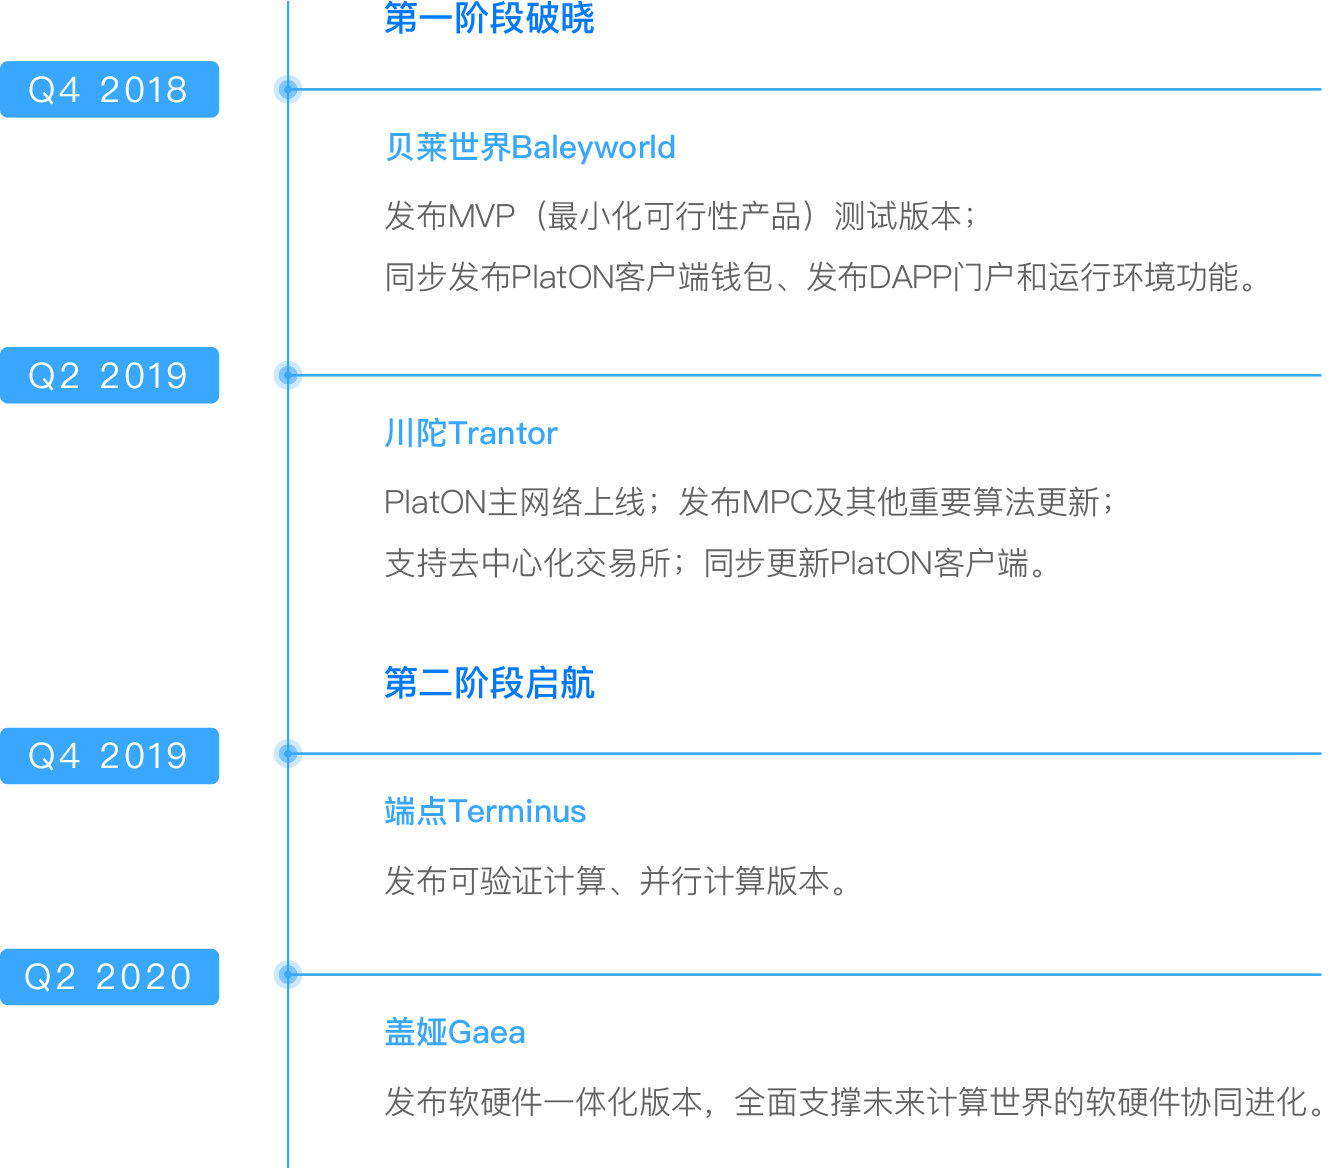 第一阶段破晓
Q4 2018
贝莱世界Baleyworld
发布MVP（最小化可行性产品）测试版本；
同步发布PlatON客户端钱包、发布DAPP门户和运行环境功能。
Q2 2019
川陀Trantor
PlatON主网络上线；发布MPC及其他重要算法更新；
支持去中心化交易所；同步更新PlatON客户端。
第二阶段启航
Q4 2019
端点Terminus
发布可验证计算、并行计算版本。
Q2 2020
盖娅Gaea
发布软硬件一体化版本，全面支撑未来计算世界的软硬件协同进化。